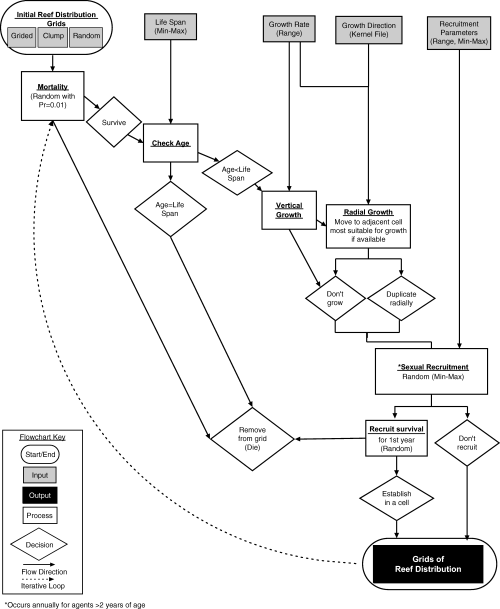 Initial Reef Distribution
Grids
Grided
Clump
Random
Life Span
(Min-Max)
Growth Rate
(Range)
Growth Direction
(Kernel File)
Recruitment
Parameters
(Range, Min-Max)
Mortality
(Random with
Pr=0.01)
Survive
Check Age
Age<Life
Span
Age=Life
Span
Vertical
Growth
Radial Growth
Move to adjacent cell
most suitable for growth
if available
Don't
grow
Duplicate
radially
*Sexual Recruitment
Random (Min-Max)
Remove
from grid
(Die)
Recruit survival
for 1st year
(Random)
Don't
recruit
Establish
in a cell
Grids of
Reef Distribution
Flowchart Key
Start/End
Input
Output
Process
Decision
Flow Direction
Iterative Loop
*Occurs annually for agents >2 years of age